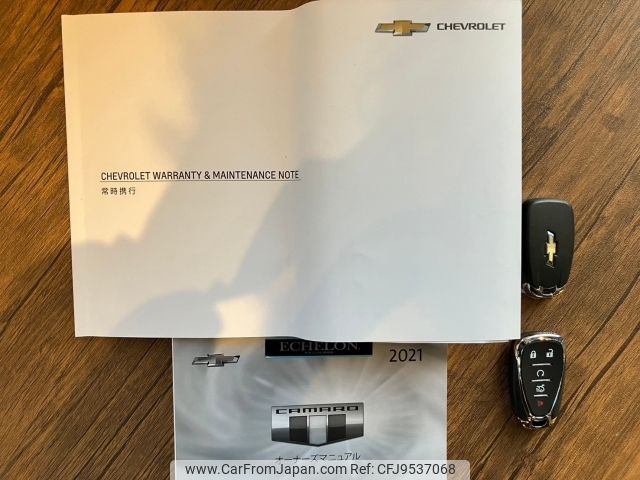 CHEVROLET
CHEVROLET WARRANTY & MAINTENANCE NOTE
常時携行
ECHELON
2021
CAMARO
オーナーズマニュアル
www.CarFromJapan.com © CFJ9537068